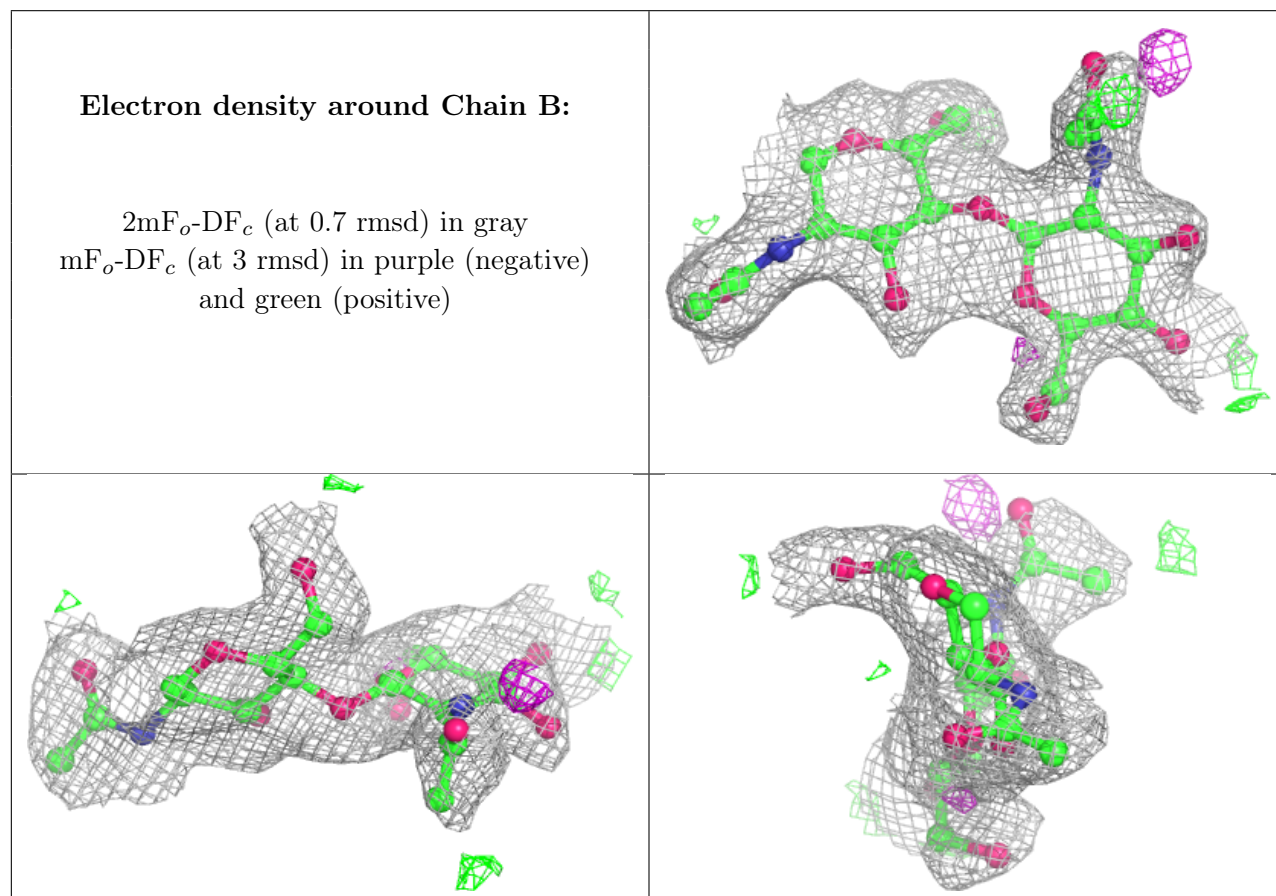 Electron density around Chain B:
2mFo-DFc (at 0.7 rmsd) in gray
mFo-DFc (at 3 rmsd) in purple (negative)
and green (positive)